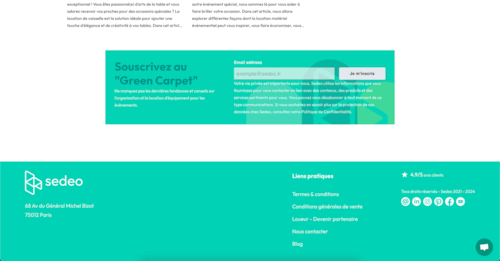 exceptionnel ! Vous êtes passionné(e) d'arts de la table et vous
adorez recevoir vos proches pour des occasions spéciales ? La
location de vaisselle est la solution idéale pour ajouter une
touche d'élégance et de créativité à vos tables. Dans cet articl...
votre événement spécial, nous sommes là pour vous aider à
faire briller votre occasion. Dans cet article, nous allons
explorer différentes façons dont la location matériel
événementiel peut vous inspirer, vous faire économiser, nous...
Souscrivez au
"Green Carpet"
Ne manquez pas les dernières tendances et conseils sur
l'organisation et la location d'équipement pour les
événements.
Email address
exemple@sedeo.fr
Je m'inscris
Votre vie privée est importante pour nous. Sedeo utilise les informations que vous
fournissez pour vous contacter en lien avec des contenus, des produits et des
services pertinents pour vous. Vous pouvez vous désabonner à tout moment de ce
type communications. Si vous souhaitez en savoir plus sur la protection de vos
données chez Sedeo, consultez notre Politique de Confidentialité.
sedeo
68 Av du Général Michel Bizot
75012 Paris
Liens pratiques
Termes & conditions
Conditions générales de vente
Loueur - Devenir partenaire
Nous contacter
Blog
4.9/5 avis clients
Tous droits réservés – Sedeo 2021 - 2024